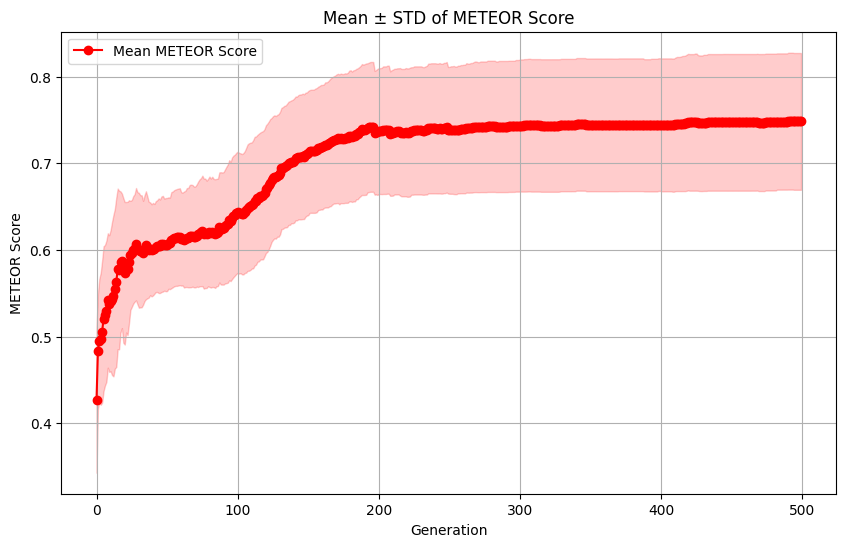 Mean ± STD of METEOR Score
Mean METEOR Score
METEOR Score
0.8
0.7
0.6
0.5
0.4
0
100
200
300
400
500
Generation